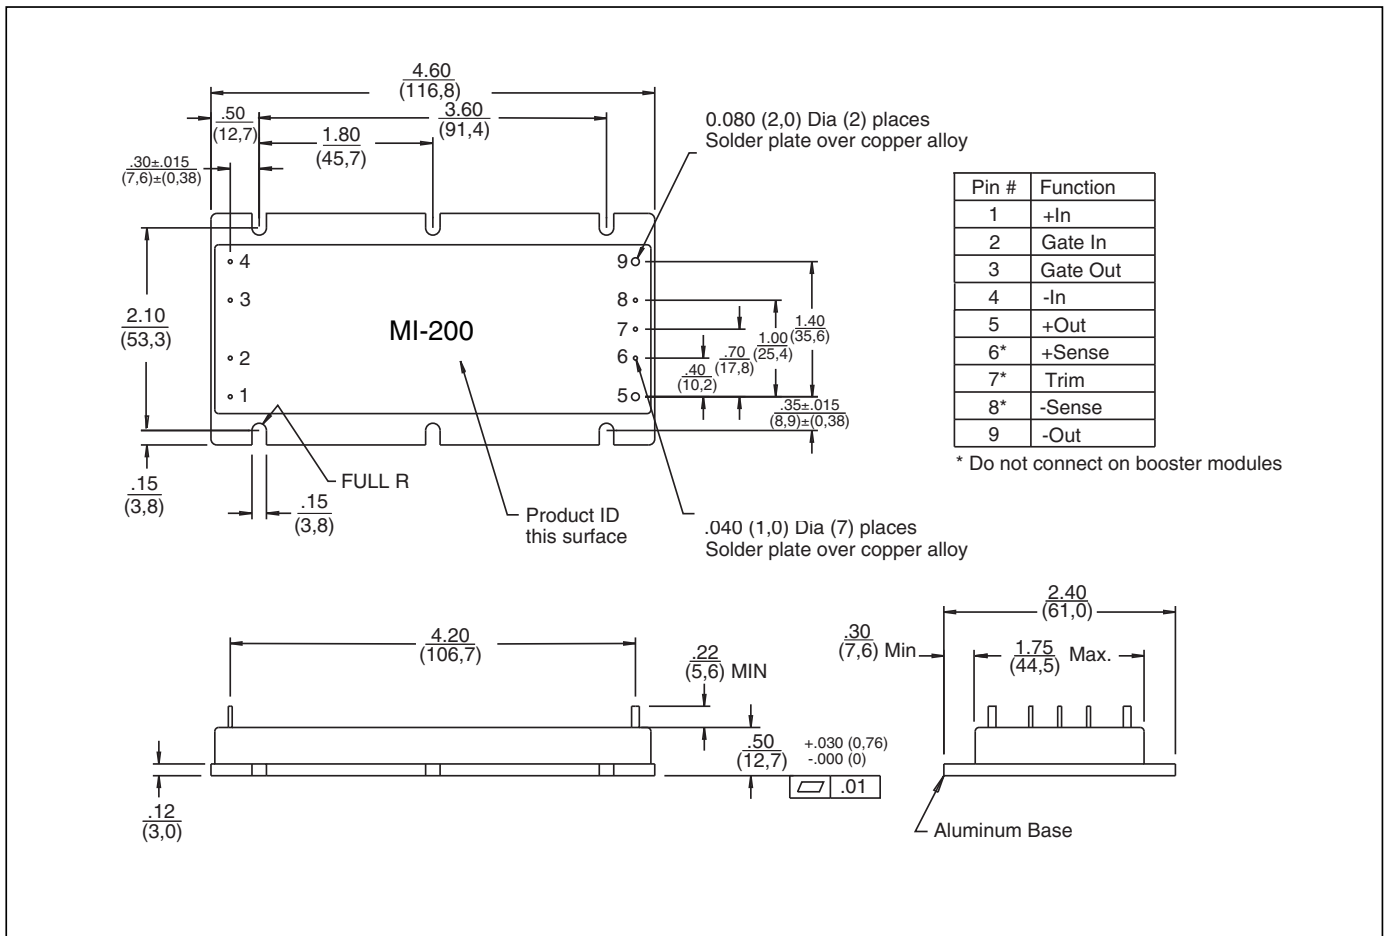 4.60
(116,8)
.50
(12,7)
3.60
(91,4)
1.80
(45,7)
.30±.015
(7,6)±(0,38)
0.080 (2,0) Dia (2) places
Solder plate over copper alloy
Pin # Function
1 +In
2 Gate In
3 Gate Out
4 -In
5 +Out
6* +Sense
7* Trim
8* -Sense
9 -Out
* Do not connect on booster modules
4
3
2
1
MI-200
9
8
7
6
5
2.10
(53,3)
1.40
(35,6)
1.00
(25,4)
.70
(17,8)
.40
(10,2)
.35±.015
(8,9)±(0,38)
.15
(3,8)
FULL R
.15
(3,8)
Product ID
this surface
.040 (1,0) Dia (7) places
Solder plate over copper alloy
4.20
(106,7)
.22
(5,6) MIN
.50
(12,7)
+.030 (0,76)
-.000 (0)
.01
.12
(3,0)
2.40
(61,0)
.30
(7,6) Min
1.75
(44,5) Max.
Aluminum Base